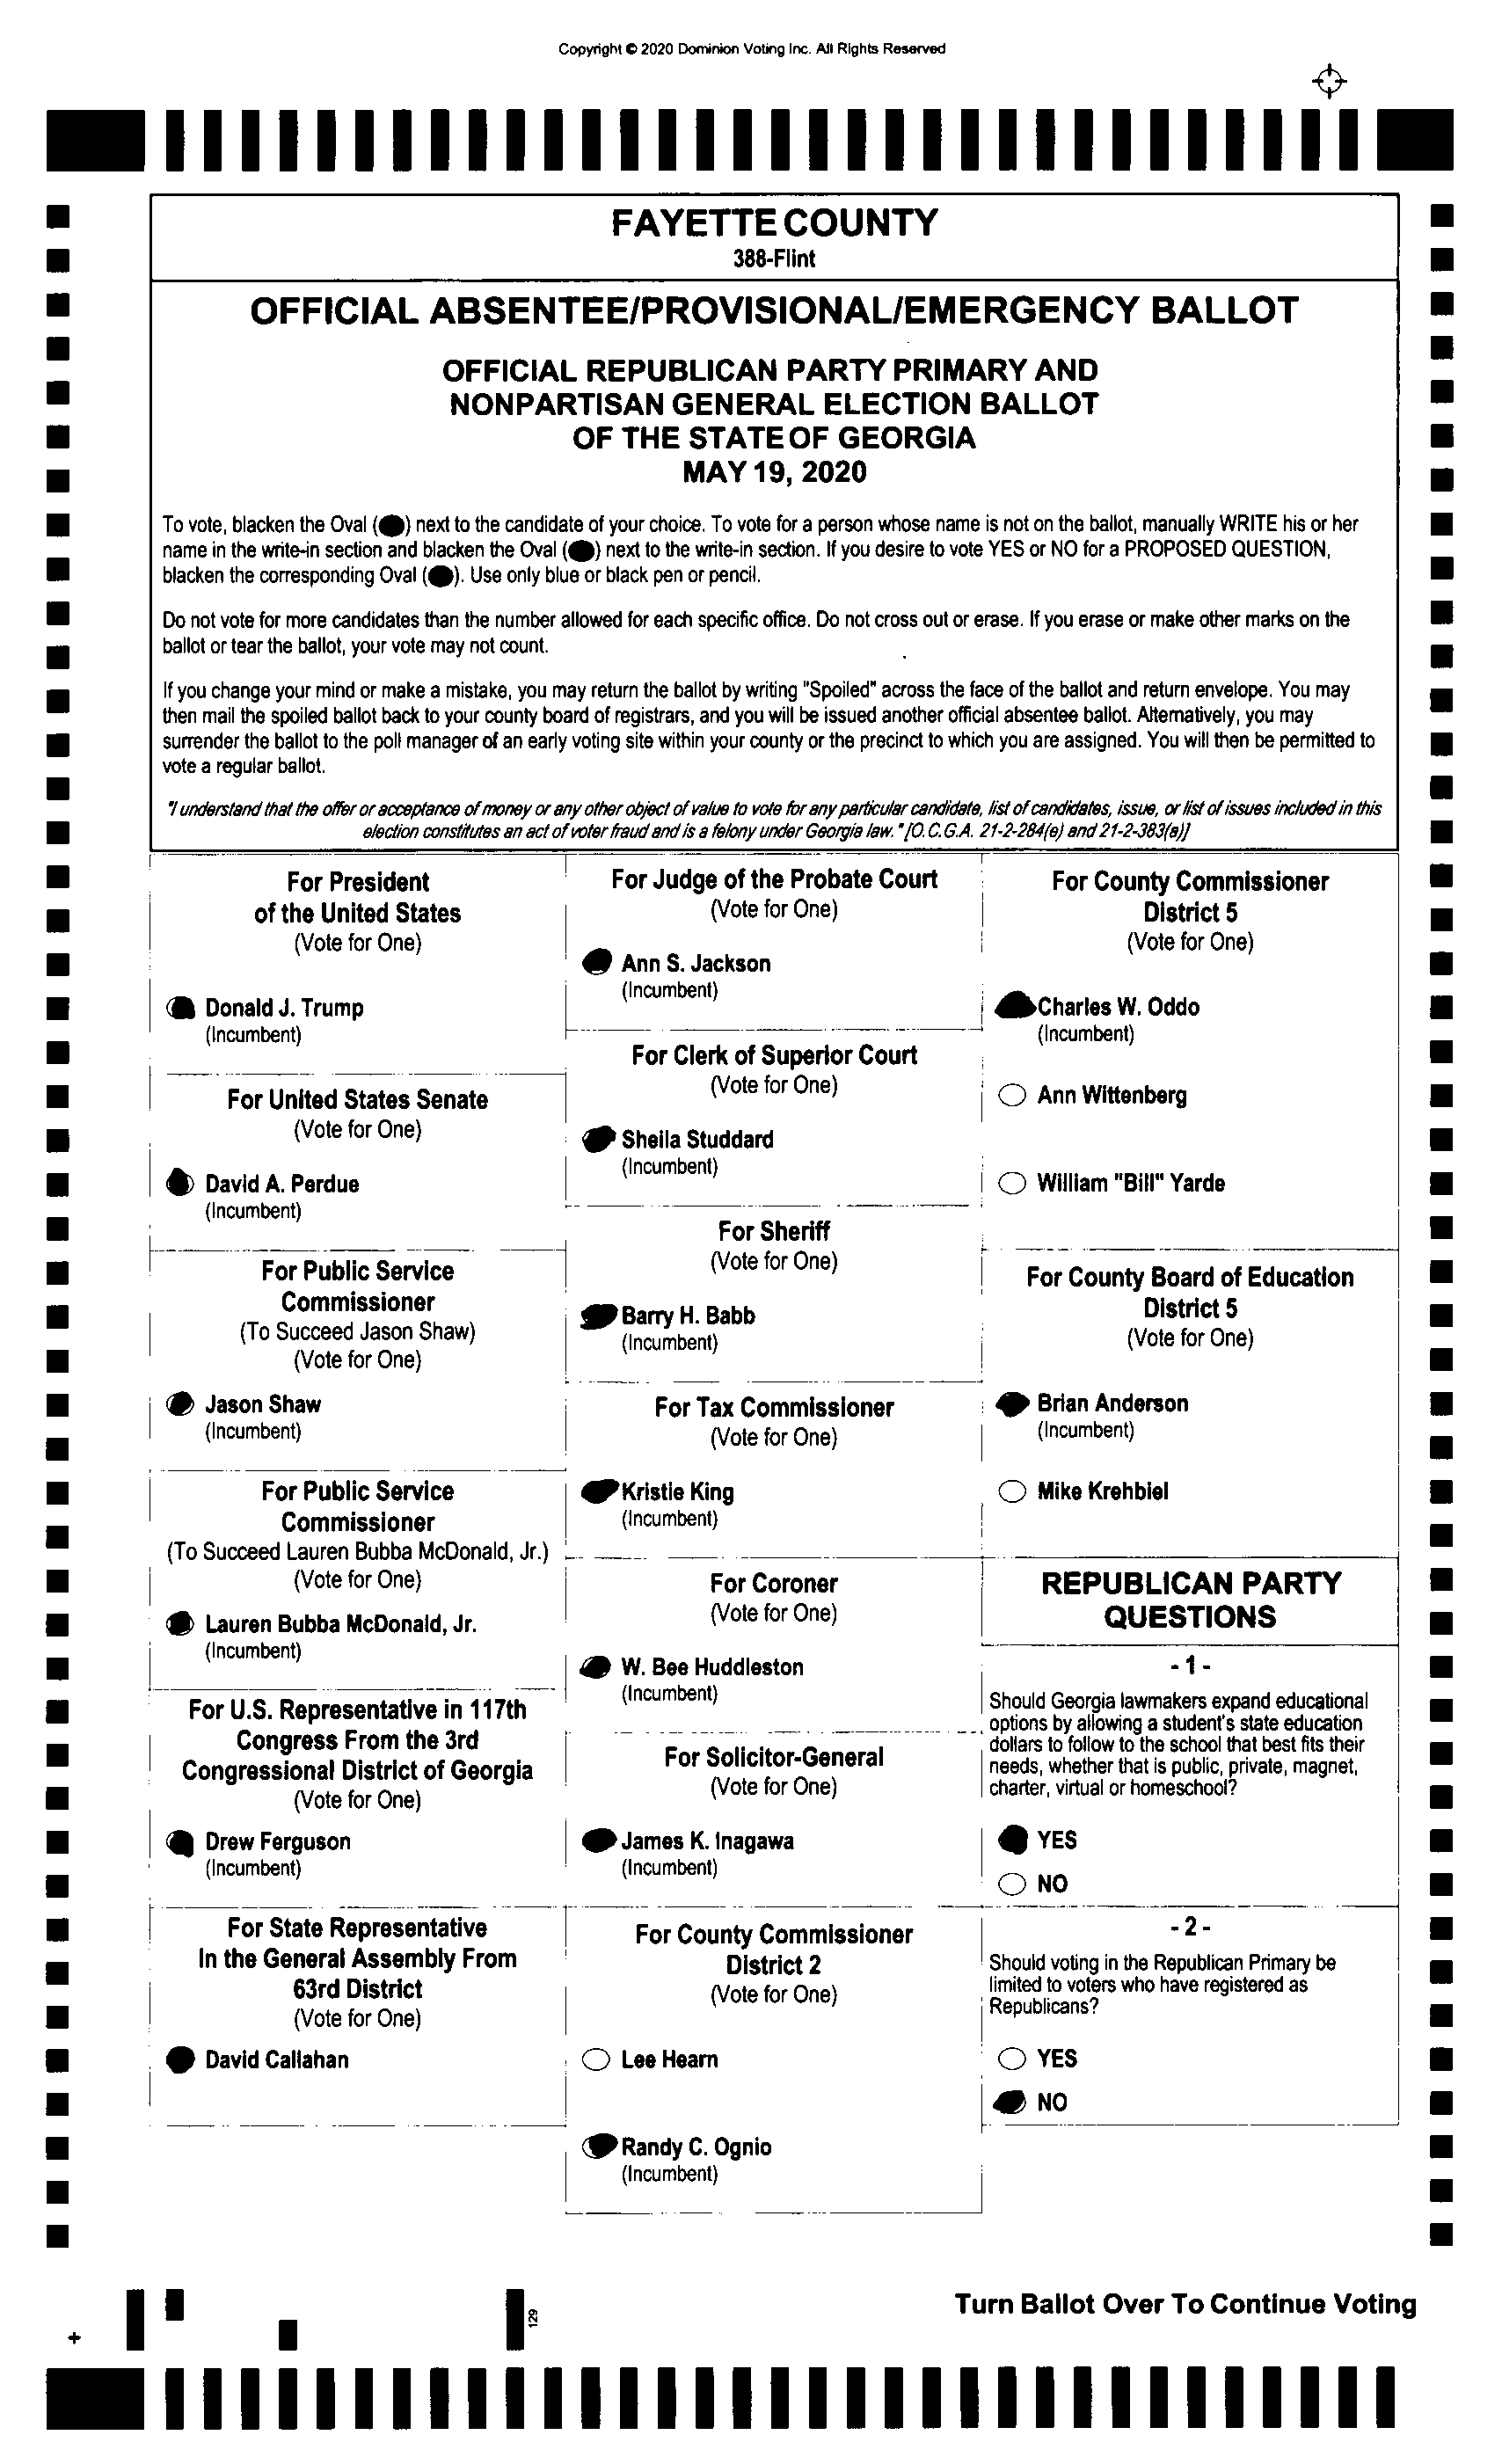 Copyright © 2020 Dominion Voting Inc. All Rights Reserved
FAYETTE COUNTY
388-Flint
OFFICIAL ABSENTEE/PROVISIONAL/EMERGENCY BALLOT
OFFICIAL REPUBLICAN PARTY PRIMARY AND
NONPARTISAN GENERAL ELECTION BALLOT
OF THE STATE OF GEORGIA
MAY 19, 2020
To vote, blacken the Oval (⬬) next to the candidate of your choice. To vote for a person whose name is not on the ballot, manually WRITE his or her
name in the write-in section and blacken the Oval (⬬) next to the write-in section. If you desire to vote YES or NO for a PROPOSED QUESTION,
blacken the corresponding Oval (⬬). Use only blue or black pen or pencil.
Do not vote for more candidates than the number allowed for each specific office. Do not cross out or erase. If you erase or make other marks on the
ballot or tear the ballot, your vote may not count.
If you change your mind or make a mistake, you may return the ballot by writing "Spoiled" across the face of the ballot and return envelope. You may
then mail the spoiled ballot back to your county board of registrars, and you will be issued another official absentee ballot. Alternatively, you may
surrender the ballot to the poll manager of an early voting site within your county or the precinct to which you are assigned. You will then be permitted to
vote a regular ballot.
"I understand that the offer or acceptance of money or any other object of value to vote for any particular candidate, list of candidates, issue, or list of issues included in this
election constitutes an act of voter fraud and is a felony under Georgia law." [O.C.G.A. 21-2-284(e) and 21-2-383(a)]
For President
of the United States
(Vote for One)
Donald J. Trump
(Incumbent)
For United States Senate
(Vote for One)
David A. Perdue
(Incumbent)
For Public Service
Commissioner
(To Succeed Jason Shaw)
(Vote for One)
Jason Shaw
(Incumbent)
For Public Service
Commissioner
(To Succeed Lauren Bubba McDonald, Jr.)
(Vote for One)
Lauren Bubba McDonald, Jr.
(Incumbent)
For U.S. Representative in 117th
Congress From the 3rd
Congressional District of Georgia
(Vote for One)
Drew Ferguson
(Incumbent)
For State Representative
In the General Assembly From
63rd District
(Vote for One)
David Callahan
For Judge of the Probate Court
(Vote for One)
Ann S. Jackson
(Incumbent)
For Clerk of Superior Court
(Vote for One)
Sheila Studdard
(Incumbent)
For Sheriff
(Vote for One)
Barry H. Babb
(Incumbent)
For Tax Commissioner
(Vote for One)
Kristie King
(Incumbent)
For Coroner
(Vote for One)
W. Bee Huddleston
(Incumbent)
For Solicitor-General
(Vote for One)
James K. Inagawa
(Incumbent)
For County Commissioner
District 2
(Vote for One)
Lee Hearn
Randy C. Ognio
(Incumbent)
For County Commissioner
District 5
(Vote for One)
Charles W. Oddo
(Incumbent)
Ann Wittenberg
William "Bill" Yarde
For County Board of Education
District 5
(Vote for One)
Brian Anderson
(Incumbent)
Mike Krehbiel
REPUBLICAN PARTY
QUESTIONS
- 1 -
Should Georgia lawmakers expand educational
options by allowing a student's state education
dollars to follow to the school that best fits their
needs, whether that is public, private, magnet,
charter, virtual or homeschool?
YES
NO
- 2 -
Should voting in the Republican Primary be
limited to voters who have registered as
Republicans?
YES
NO
Turn Ballot Over To Continue Voting
129